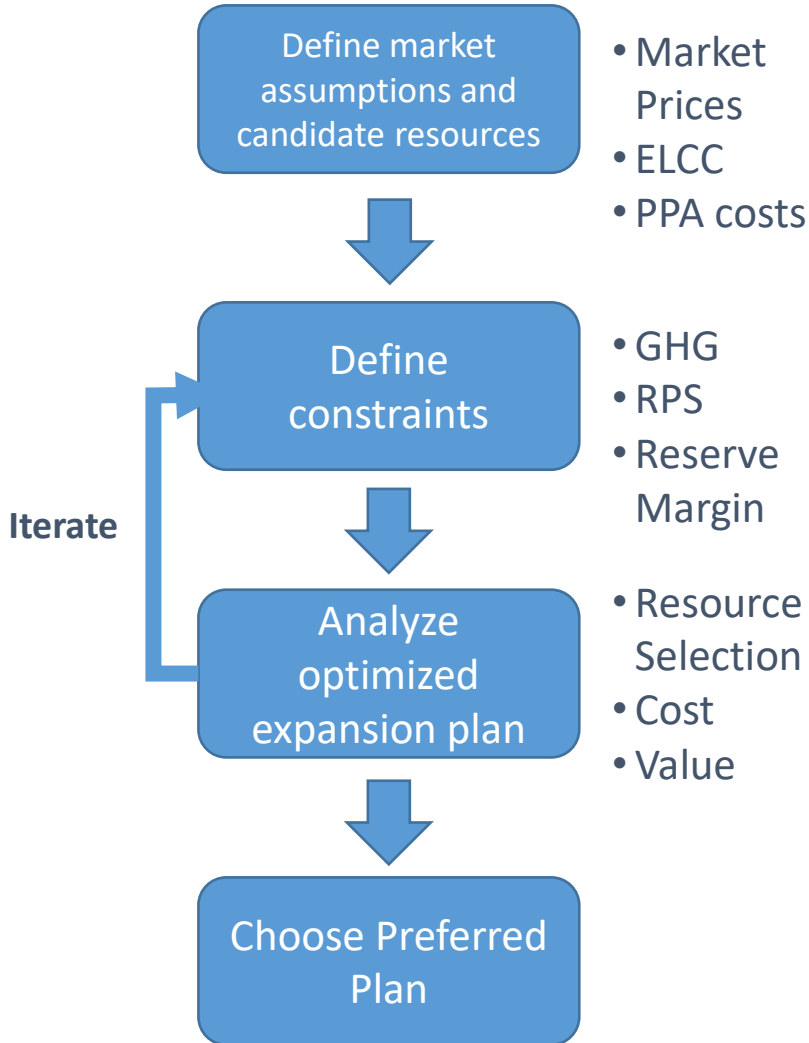 Define market
assumptions and
candidate resources
• Market
Prices
• ELCC
• PPA costs
Define
constraints
• GHG
• RPS
• Reserve
Margin
Iterate
Analyze
optimized
expansion plan
• Resource
Selection
• Cost
• Value
Choose Preferred
Plan